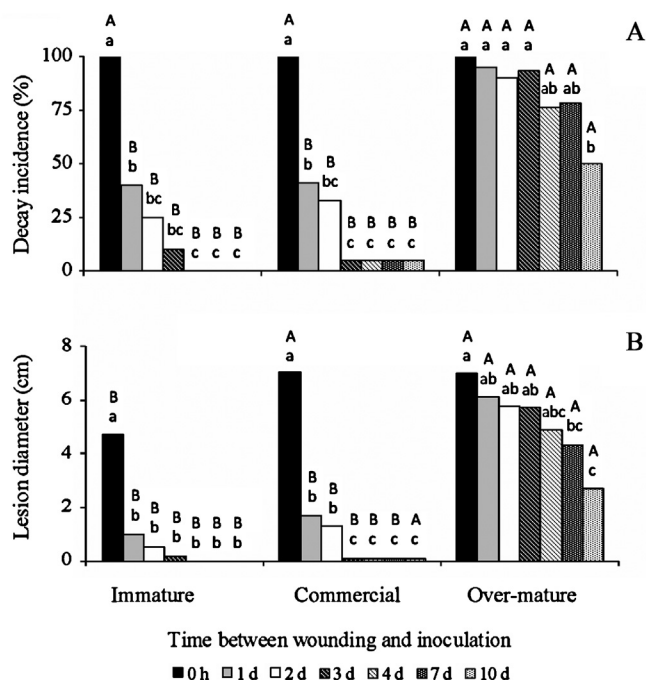 A
a
B
b
B
bc
B
bc
B B B
c c c
A
a
B
b
B
bc
B B B B
c c c c
A A A A
a a a a
A A
ab ab
A
b
A
Decay incidence (%)
100
75
50
25
0
B
a
B
b
B
b
B
b
B B B
b b b
A
a
B B
b b
B B B A
c c c c
A
a
A A A
ab ab ab
A
abc
A
bc
A
c
B
Lesion diameter (cm)
8
6
4
2
0
Immature Commercial Over-mature
Time between wounding and inoculation
0 h 1 d 2 d 3 d 4 d 7 d 10 d